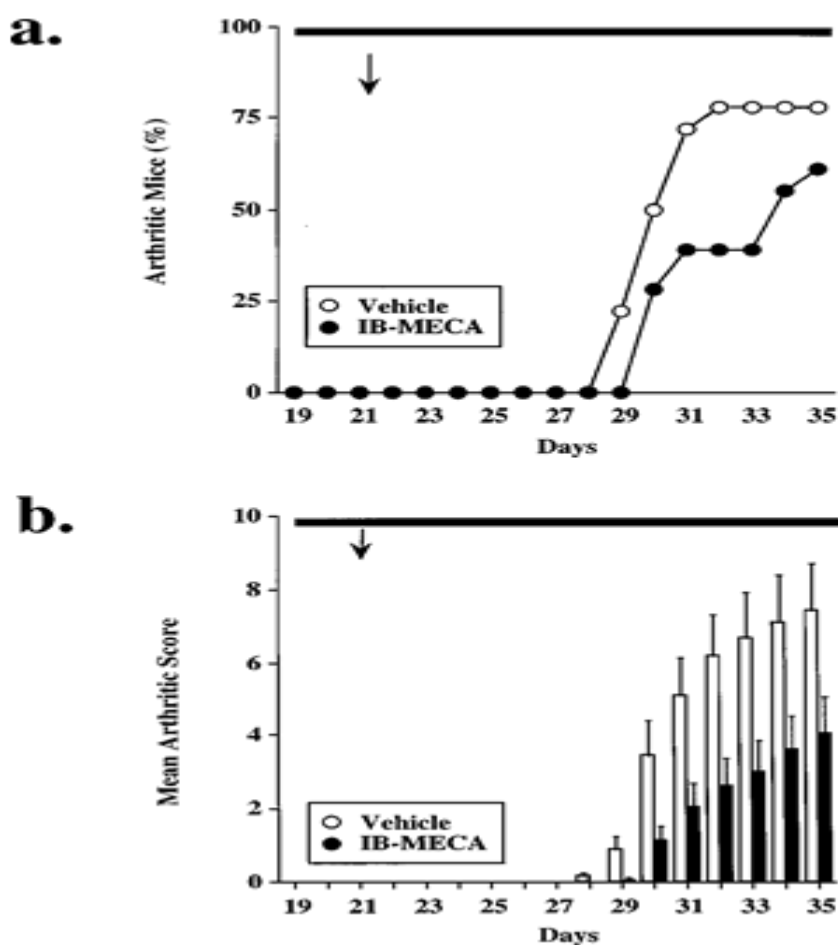 a.
100
75
50
25
0
Arthritic Mice (%)
Vehicle
IB-MECA
19 21 23 25 27 29 31 33 35
Days
b.
10
8
6
4
2
0
Mean Arthritic Score
Vehicle
IB-MECA
19 21 23 25 27 29 31 33 35
Days